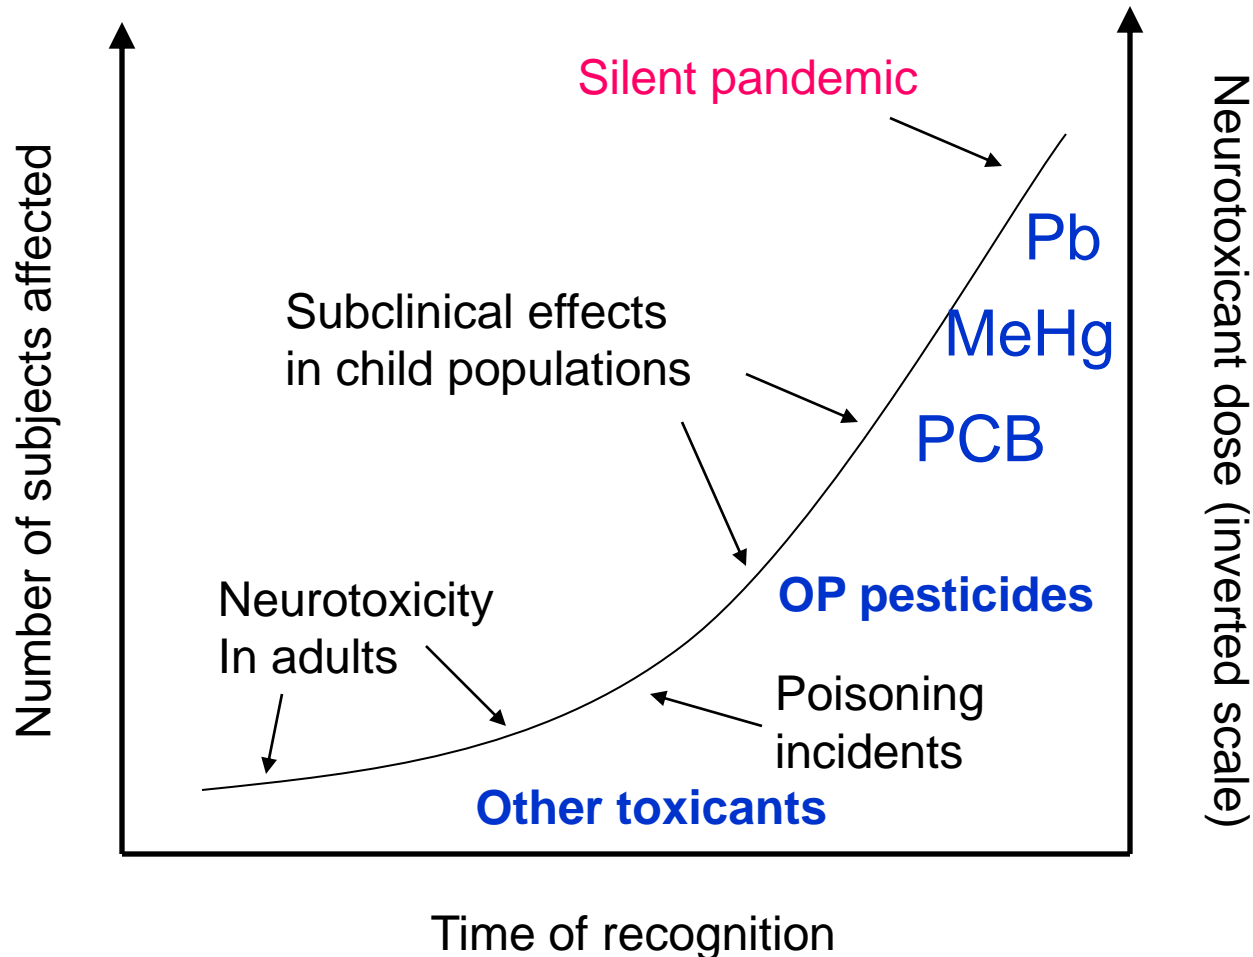 Silent pandemic
Number of subjects affected
Neurotoxicant dose (inverted scale)
Pb
Subclinical effects
in child populations
MeHg
PCB
Neurotoxicity
In adults
OP pesticides
Poisoning
incidents
Other toxicants
Time of recognition